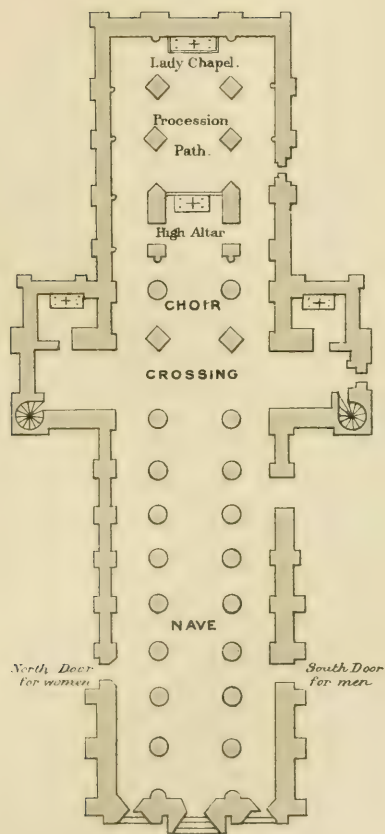 Lady Chapel.
Procession
Path.
High Altar
CHOIR
CROSSING
NAVE
North Door
for women
South Door
for men